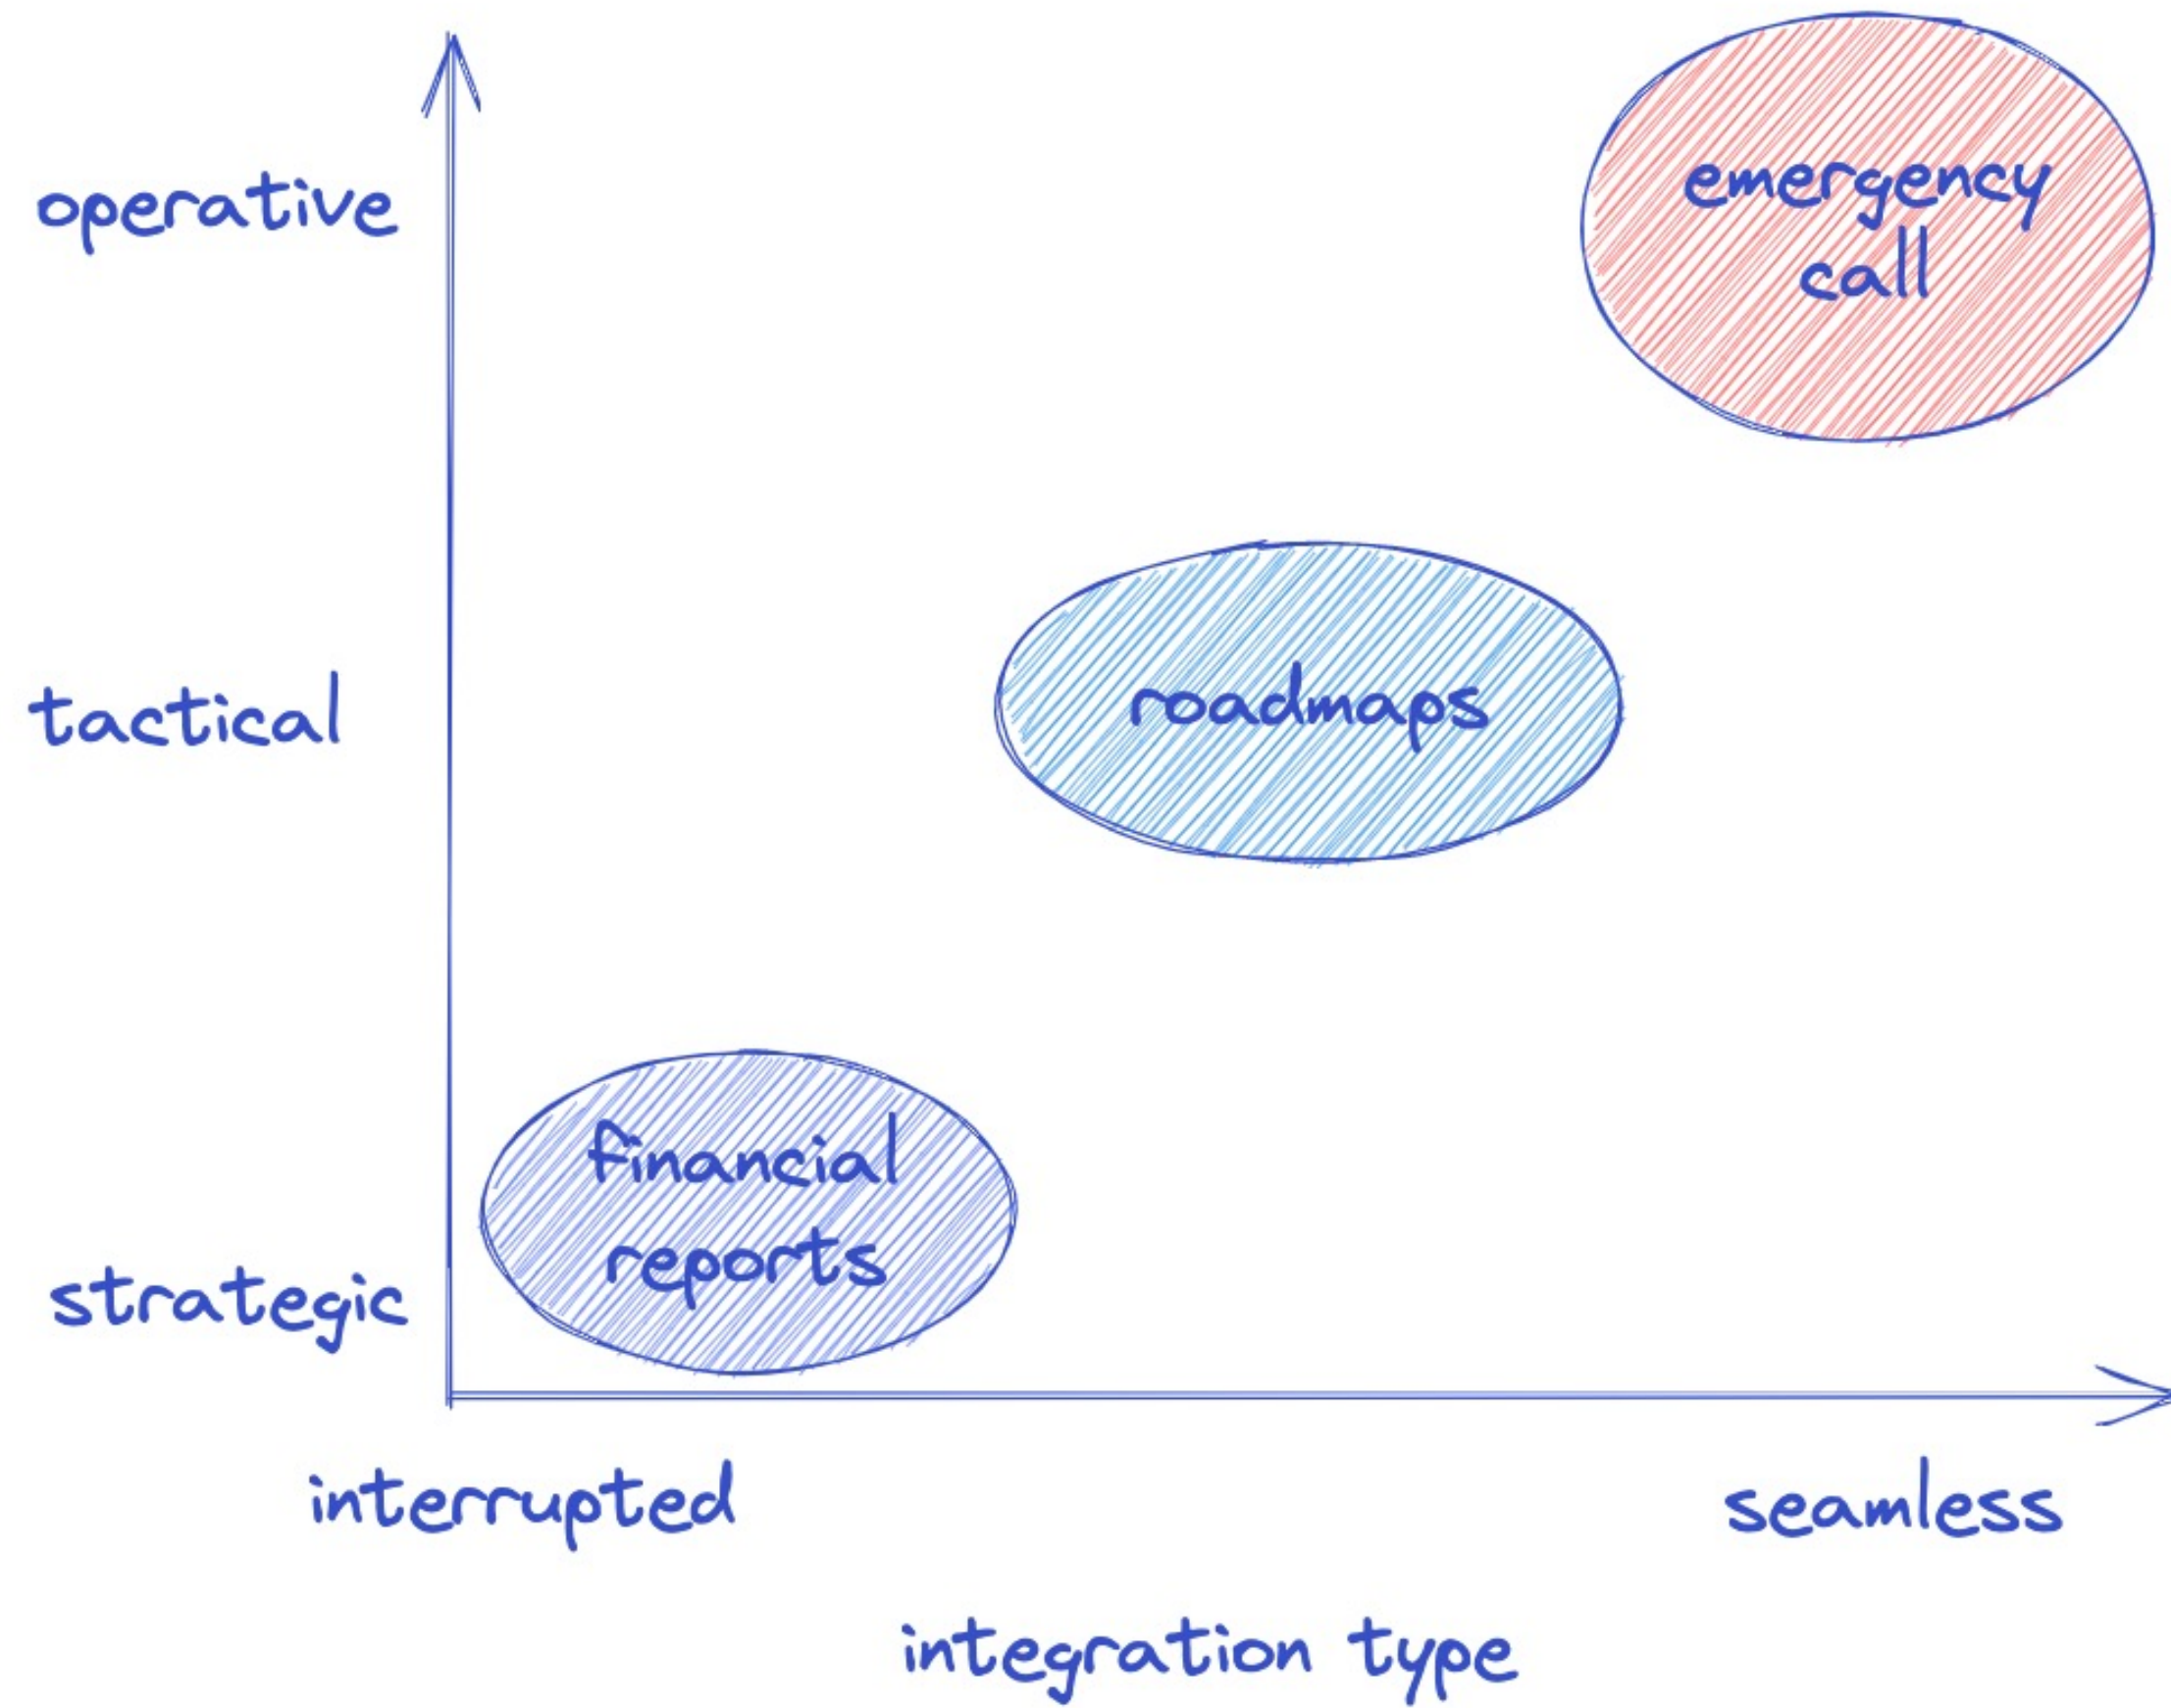 operative
emergency
call
tactical
roadmaps
financial
reports
strategic
interrupted
seamless
integration type